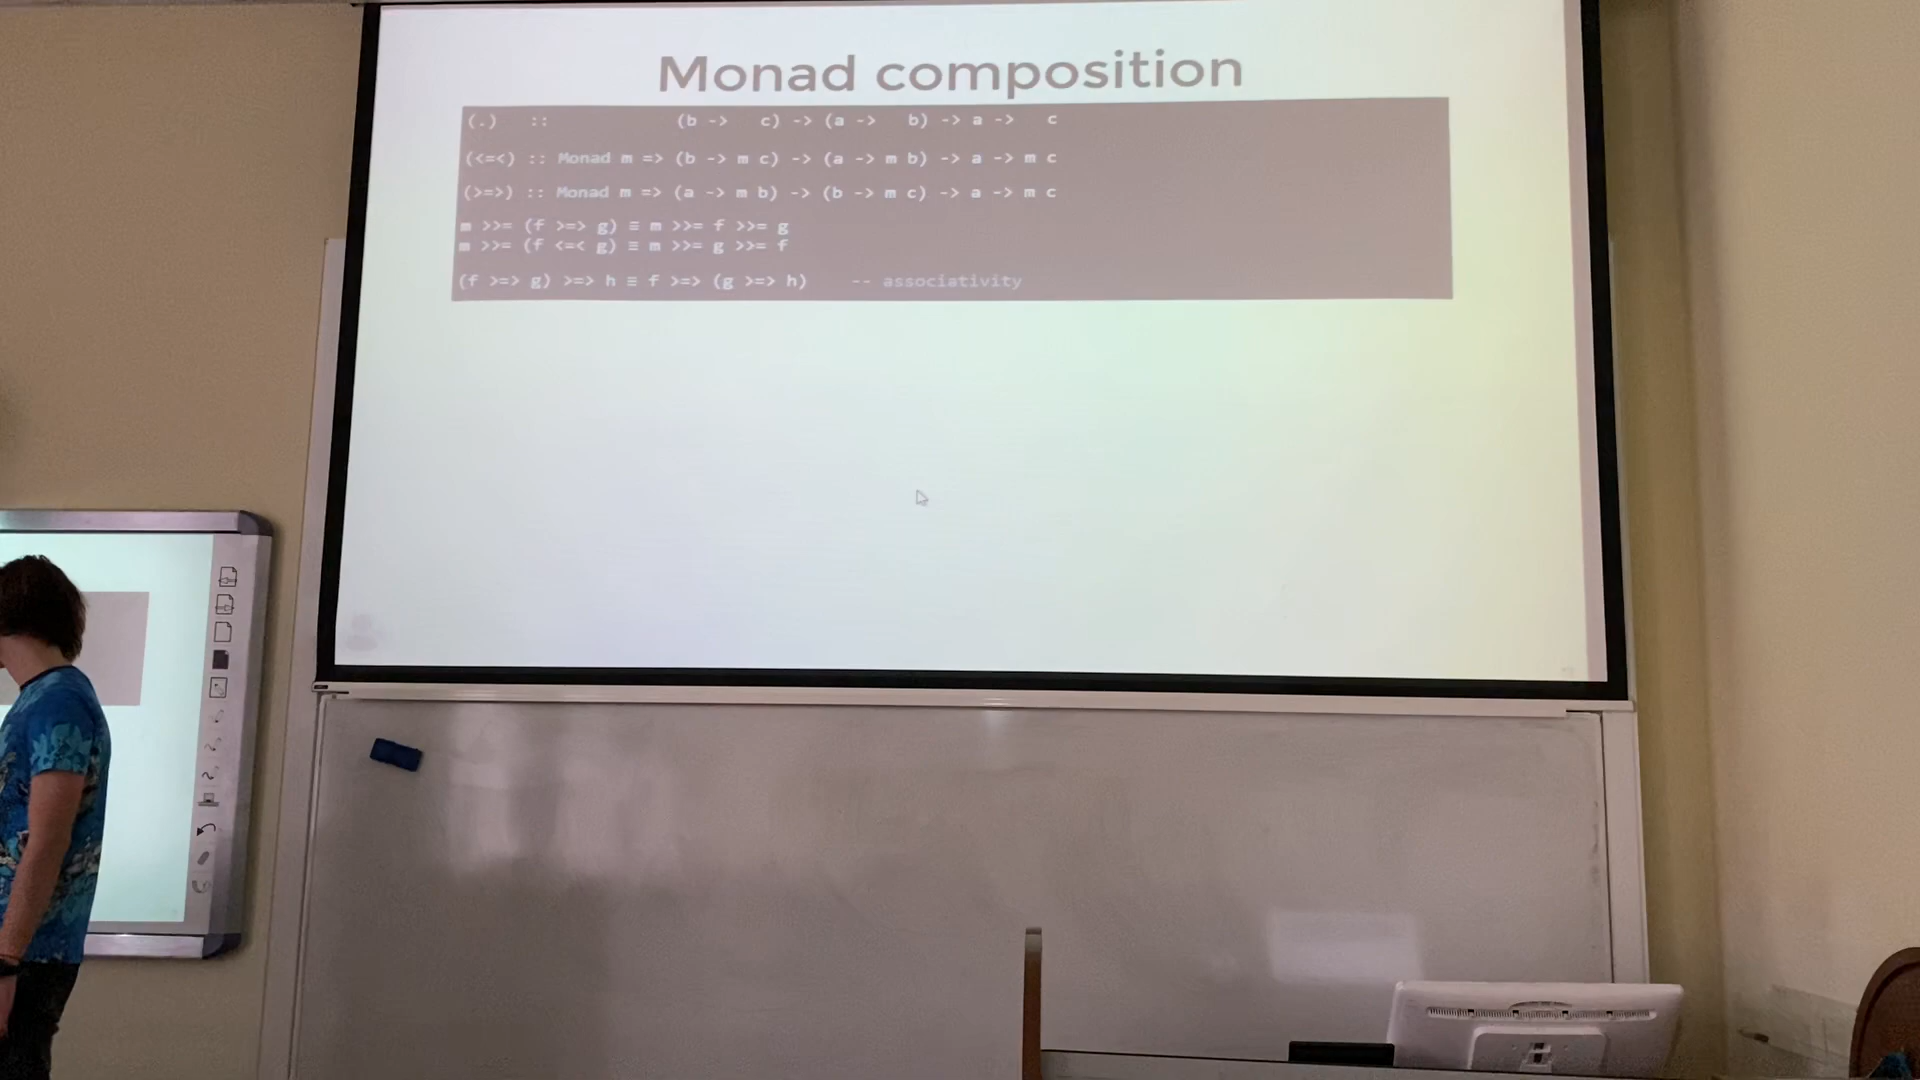 Monad composition
(.)   ::             (b ->   c) -> (a ->   b) -> a ->   c
(<=<) :: Monad m => (b -> m c) -> (a -> m b) -> a -> m c
(>=>) :: Monad m => (a -> m b) -> (b -> m c) -> a -> m c
m >>= (f >=> g) ≡ m >>= f >>= g
m >>= (f <=< g) ≡ m >>= g >>= f
(f >=> g) >=> h ≡ f >=> (g >=> h)    -- associativity